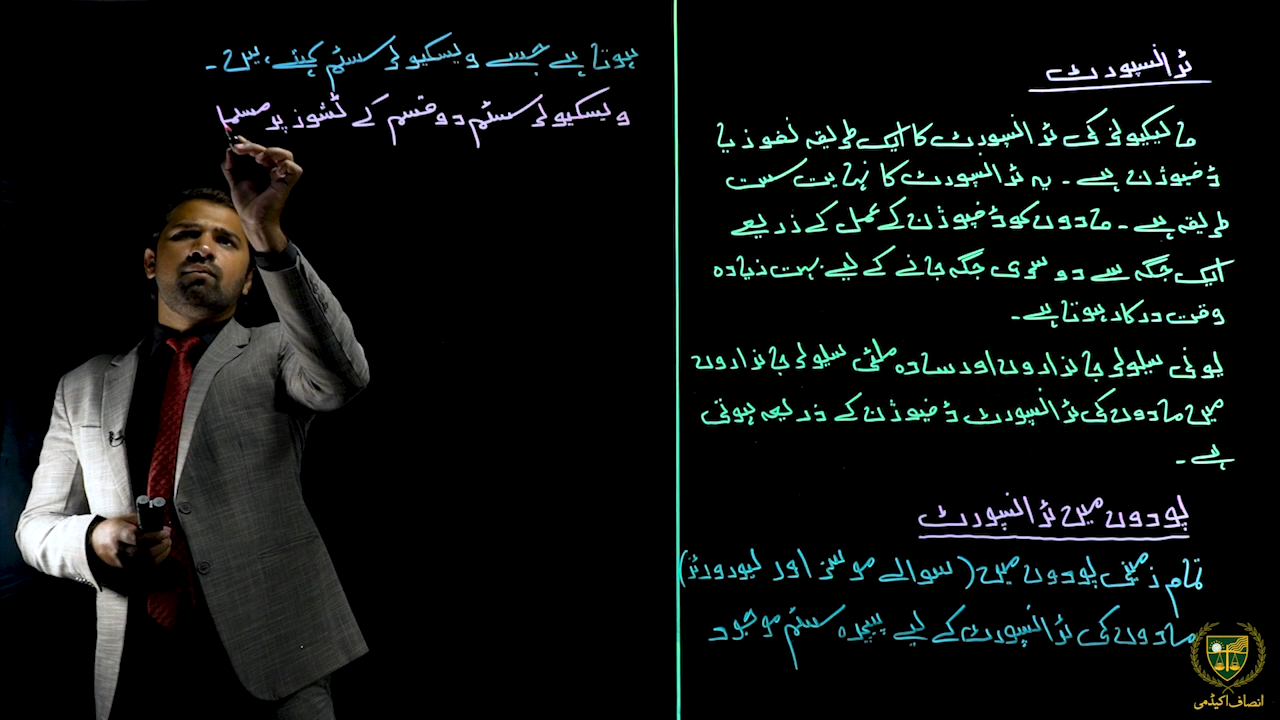 ٹرانسپورٹ
مالیکیولز کی ٹرانسپورٹ کا ایک طریقہ نفوذ یا
ڈفیوژن ہے۔ یہ ٹرانسپورٹ کا نہایت سست
طریقہ ہے۔ مادوں کو ڈفیوژن کے عمل کے ذریعے
ایک جگہ سے دوسری جگہ جانے کے لیے بہت زیادہ
وقت درکار ہوتا ہے۔
یونی سیلولر جانداروں اور سادہ ملٹی سیلولر جانداروں
میں مادوں کی ٹرانسپورٹ ڈفیوژن کے ذریعہ ہوتی
ہے۔
پودوں میں ٹرانسپورٹ
تمام زمینی پودوں میں (سوالے موسز اور لیورورٹز)
مادوں کی ٹرانسپورٹ کے لیے پیچیدہ سسٹم موجود
ہوتا ہے جسے ویسکیولر سسٹم کہتے ہیں۔
ویسکیولر سسٹم دو قسم کے ٹشوز پر مشتمل
انصاف اکیڈمی